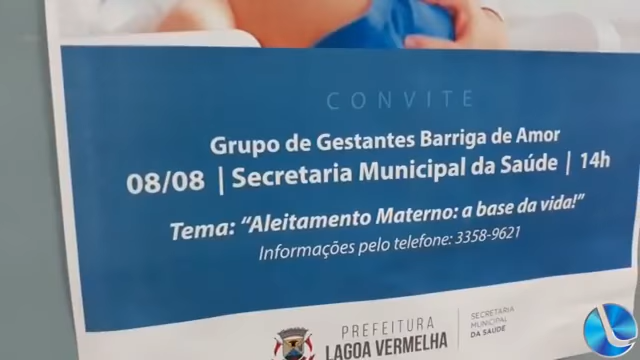 CONVITE
Grupo de Gestantes Barriga de Amor
08/08 | Secretaria Municipal da Saúde | 14h
Tema: “Aleitamento Materno: a base da vida!”
Informações pelo telefone: 3358-9621
PREFEITURA
LAGOA VERMELHA
SECRETARIA
MUNICIPAL
DA SAÚDE